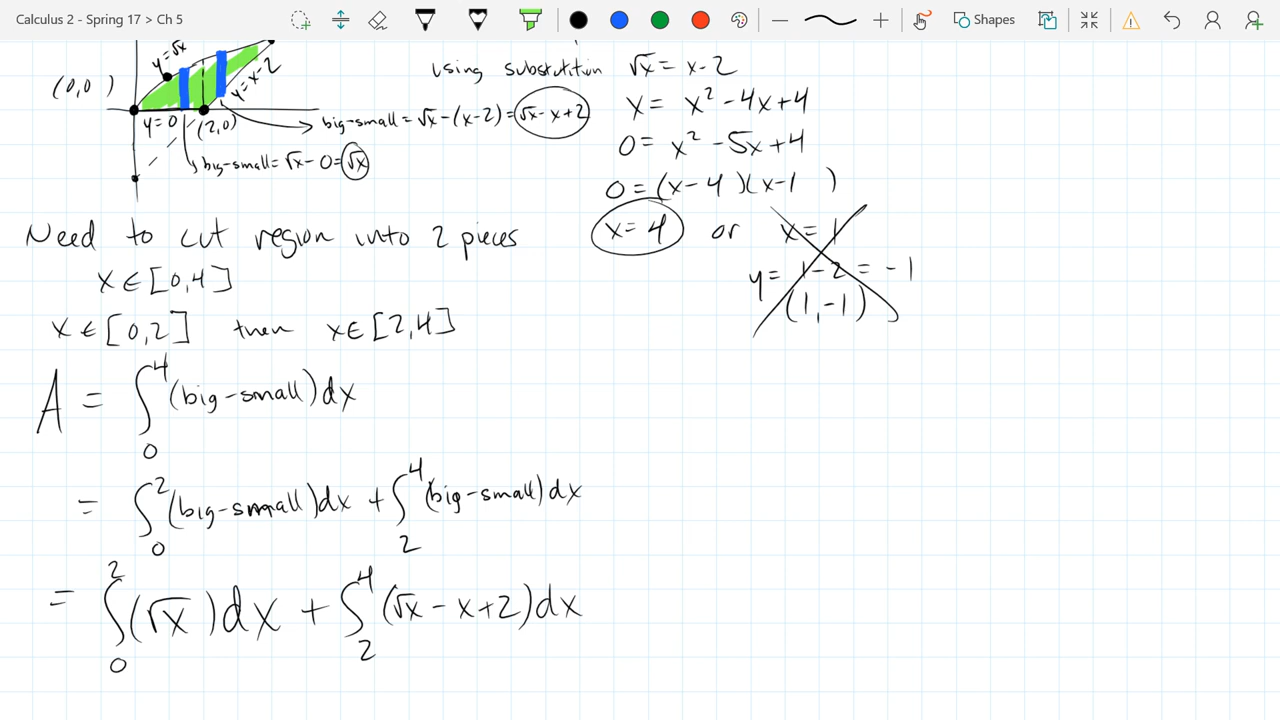 Calculus 2 - Spring 17 > Ch 5
Shapes
y=√x
(0,0 )
y=x-2
y=0
(2,0)
big-small = √x-(x-2)=√x-x+2
big-small = √x-0=√x
using substitution √x = x-2
x = x² -4x+4
0 = x² -5x+4
0 = (x-4)(x-1 )
x=4 or x=1
y= 1-2 = -1
(1,-1)
Need to cut region into 2 pieces
x∈[0,4]
x∈[0,2] then x∈[2,4]
A = ∫₀⁴ (big-small)dx
= ∫₀² (big-small)dx + ∫₂⁴ (big-small)dx
= ∫₀² (√x )dx + ∫₂⁴ (√x -x+2)dx